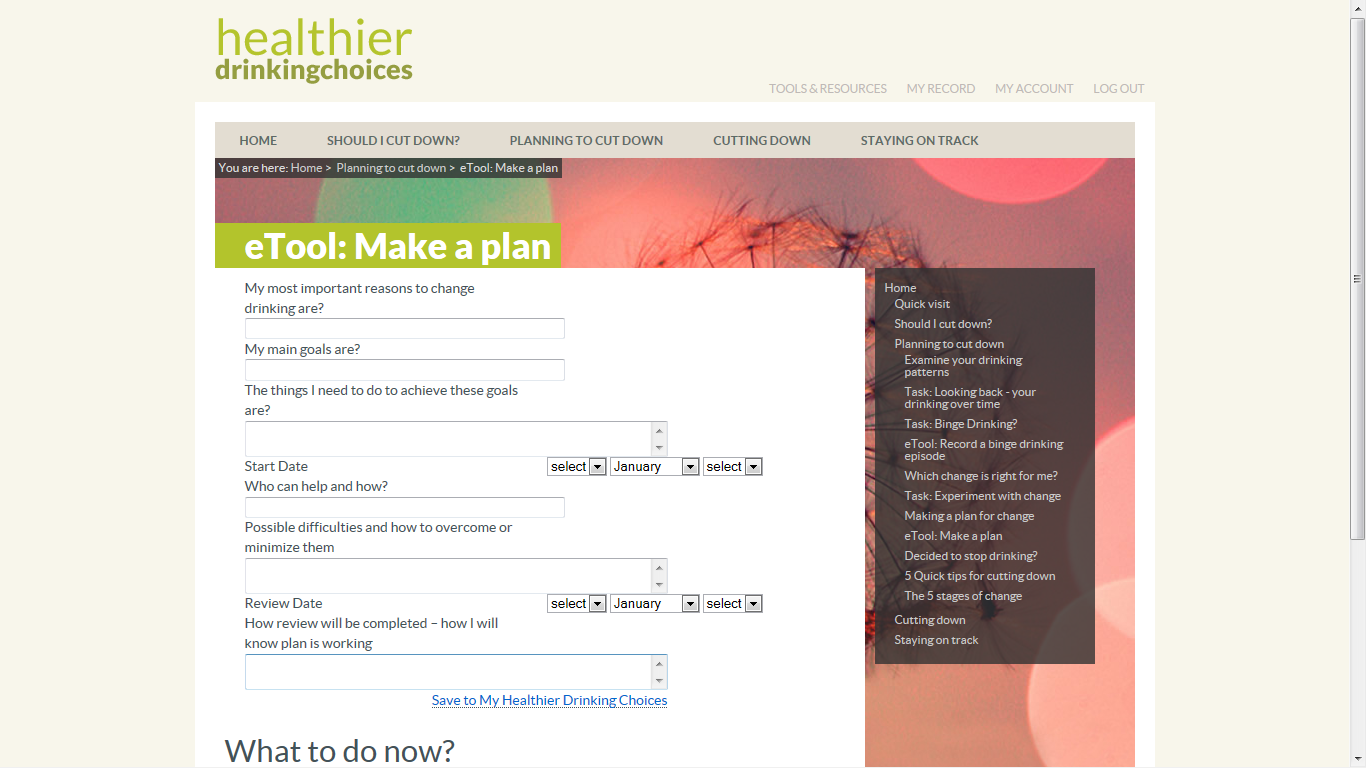 healthier
drinkingchoices
TOOLS & RESOURCES MY RECORD MY ACCOUNT LOG OUT
HOME SHOULD I CUT DOWN? PLANNING TO CUT DOWN CUTTING DOWN STAYING ON TRACK
You are here: Home > Planning to cut down > eTool: Make a plan
eTool: Make a plan
My most important reasons to change
drinking are?
My main goals are?
The things I need to do to achieve these goals
are?
Start Date select January select
Who can help and how?
Possible difficulties and how to overcome or
minimize them
Review Date select January select
How review will be completed – how I will
know plan is working
Save to My Healthier Drinking Choices
What to do now?
Home
Quick visit
Should I cut down?
Planning to cut down
Examine your drinking
patterns
Task: Looking back - your
drinking over time
Task: Binge Drinking?
eTool: Record a binge drinking
episode
Which change is right for me?
Task: Experiment with change
Making a plan for change
eTool: Make a plan
Decided to stop drinking?
5 Quick tips for cutting down
The 5 stages of change
Cutting down
Staying on track